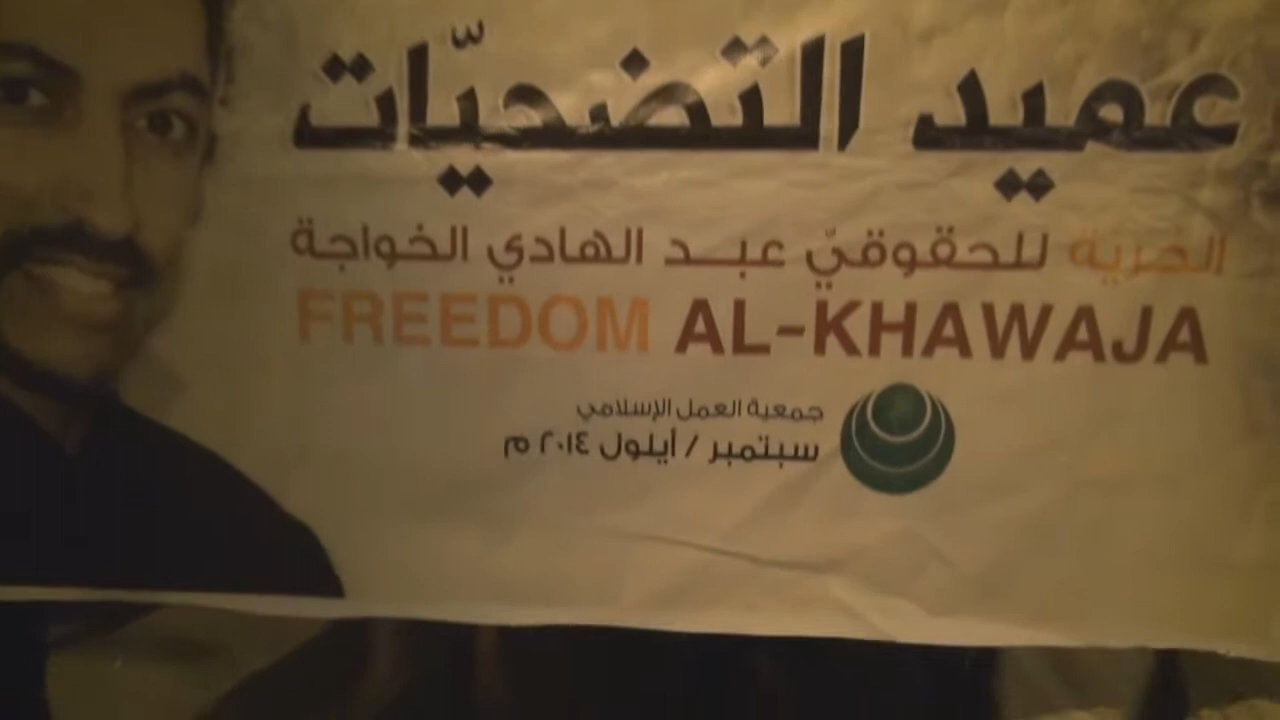 عميد التضحيّات
الحرية للحقوقيّ عبد الهادي الخواجة
FREEDOM AL-KHAWAJA
جمعية العمل الإسلامي
سبتمبر / أيلول ٢٠١٤ م